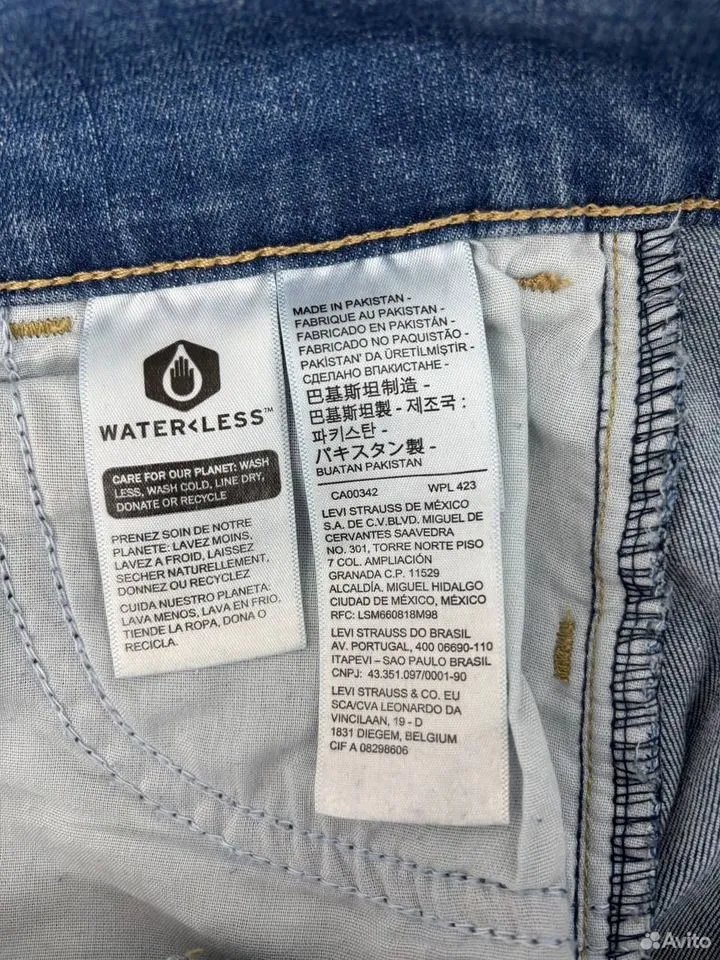 WATER<LESS™
CARE FOR OUR PLANET: WASH
LESS, WASH COLD, LINE DRY,
DONATE OR RECYCLE
PRENEZ SOIN DE NOTRE
PLANETE: LAVEZ MOINS,
LAVEZ A FROID, LAISSEZ
SECHER NATURELLEMENT,
DONNEZ OU RECYCLEZ
CUIDA NUESTRO PLANETA:
LAVA MENOS, LAVA EN FRIO,
TIENDE LA ROPA, DONA O
RECICLA.
MADE IN PAKISTAN -
FABRIQUE AU PAKISTAN -
FABRICADO EN PAKISTÁN -
FABRICADO NO PAQUISTÃO -
PAKİSTAN' DA ÜRETİLMİŞTİR -
СДЕЛАНО ВПАКИСТАНЕ -
巴基斯坦制造 -
巴基斯坦製 - 제조국 :
파키스탄 -
パキスタン製 -
BUATAN PAKISTAN
CA00342 WPL 423
LEVI STRAUSS DE MÉXICO
S.A. DE C.V.BLVD. MIGUEL DE
CERVANTES SAAVEDRA
NO. 301, TORRE NORTE PISO
7 COL. AMPLIACIÓN
GRANADA C.P. 11529
ALCALDÍA. MIGUEL HIDALGO
CIUDAD DE MÉXICO, MÉXICO
RFC: LSM660818M98
LEVI STRAUSS DO BRASIL
AV. PORTUGAL, 400 06690-110
ITAPEVI – SAO PAULO BRASIL
CNPJ: 43.351.097/0001-90
LEVI STRAUSS & CO. EU
SCA/CVA LEONARDO DA
VINCILAAN, 19 - D
1831 DIEGEM, BELGIUM
CIF A 08298606
Avito